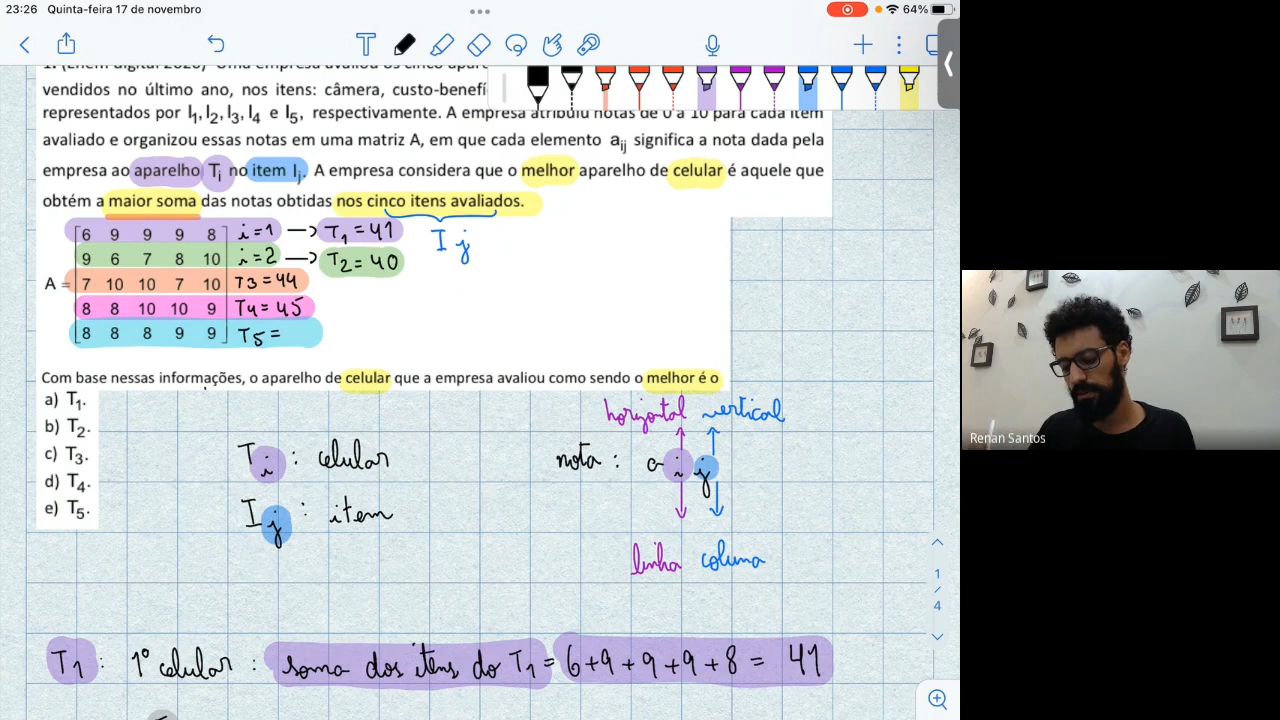 23:26 Quinta-feira 17 de novembro
64%
vendidos no último ano, nos itens: câmera, custo-benefí
representados por I1, I2, I3, I4 e I5, respectivamente. A empresa atribuiu notas de 0 a 10 para cada item
avaliado e organizou essas notas em uma matriz A, em que cada elemento aij significa a nota dada pela
empresa ao aparelho Ti no item Ij. A empresa considera que o melhor aparelho de celular é aquele que
obtém a maior soma das notas obtidas nos cinco itens avaliados.
6 9 9 9 8 i=1 → T1 = 41
I j
9 6 7 8 10 i=2 → T2 = 40
A = 7 10 10 7 10 T3 = 44
8 8 10 10 9 T4 = 45
8 8 8 9 9 T5 =
Com base nessas informações, o aparelho de celular que a empresa avaliou como sendo o melhor é o
a) T1.
b) T2.
c) T3.
d) T4.
e) T5.
horizontal vertical
Ti : celular
nota : a i j
Ij : item
linha coluna
1
/
4
T1 : 1º celular : soma dos itens do T1 = 6+9+9+9+8 = 41
Renan Santos